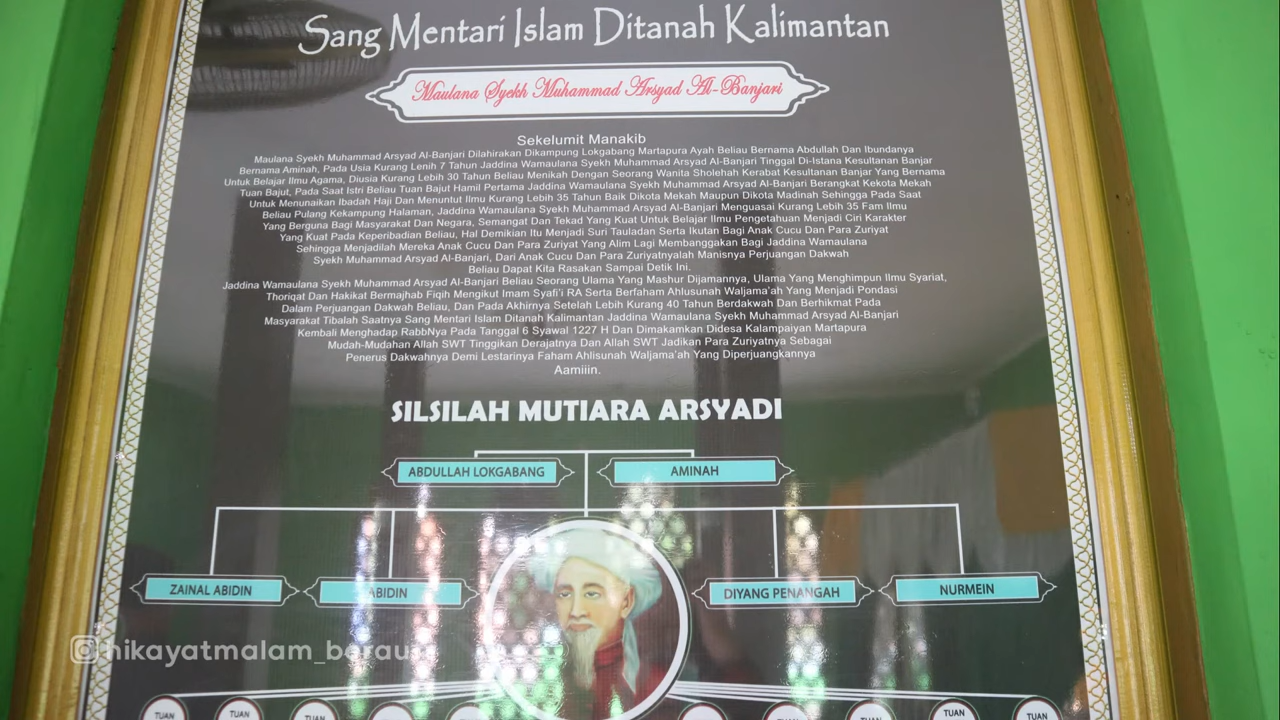 Sang Mentari Islam Ditanah Kalimantan
Maulana Syekh Muhammad Arsyad Al-Banjari
Sekelumit Manakib
Maulana Syekh Muhammad Arsyad Al-Banjari Dilahirakan Dikampung Lokgabang Martapura Ayah Beliau Bernama Abdullah Dan Ibundanya
Bernama Aminah, Pada Usia Kurang Lenih 7 Tahun Jaddina Wamaulana Syekh Muhammad Arsyad Al-Banjari Tinggal Di-Istana Kesultanan Banjar
Untuk Belajar Ilmu Agama, Diusia Kurang Lebih 30 Tahun Beliau Menikah Dengan Seorang Wanita Sholehah Kerabat Kesultanan Banjar Yang Bernama
Tuan Bajut, Pada Saat Istri Beliau Tuan Bajut Hamil Pertama Jaddina Wamaulana Syekh Muhammad Arsyad Al-Banjari Berangkat Kekota Mekah
Untuk Menunaikan Ibadah Haji Dan Menuntut Ilmu Kurang Lebih 35 Tahun Baik Dikota Mekah Maupun Dikota Madinah Sehingga Pada Saat
Beliau Pulang Kekampung Halaman, Jaddina Wamaulana Syekh Muhammad Arsyad Al-Banjari Menguasai Kurang Lebih 35 Fam Ilmu
Yang Berguna Bagi Masyarakat Dan Negara, Semangat Dan Tekad Yang Kuat Untuk Belajar Ilmu Pengetahuan Menjadi Ciri Karakter
Yang Kuat Pada Keperibadian Beliau, Hal Demikian Itu Menjadi Suri Tauladan Serta Ikutan Bagi Anak Cucu Dan Para Zuriyat
Sehingga Menjadilah Mereka Anak Cucu Dan Para Zuriyat Yang Alim Lagi Membanggakan Bagi Jaddina Wamaulana
Syekh Muhammad Arsyad Al-Banjari, Dari Anak Cucu Dan Para Zuriyatnyalah Manisnya Perjuangan Dakwah
Beliau Dapat Kita Rasakan Sampai Detik Ini.
Jaddina Wamaulana Syekh Muhammad Arsyad Al-Banjari Beliau Seorang Ulama Yang Mashur Dijamannya, Ulama Yang Menghimpun Ilmu Syariat,
Thoriqat Dan Hakikat Bermajhab Fiqih Mengikut Imam Syafi'i RA Serta Berfaham Ahlusunah Waljama'ah Yang Menjadi Pondasi
Dalam Perjuangan Dakwah Beliau, Dan Pada Akhirnya Setelah Lebih Kurang 40 Tahun Berdakwah Dan Berhikmat Pada
Masyarakat Tibalah Saatnya Sang Mentari Islam Ditanah Kalimantan Jaddina Wamaulana Syekh Muhammad Arsyad Al-Banjari
Kembali Menghadap RabbNya Pada Tanggal 6 Syawal 1227 H Dan Dimakamkan Didesa Kalampaiyan Martapura
Mudah-Mudahan Allah SWT Tinggikan Derajatnya Dan Allah SWT Jadikan Para Zuriyatnya Sebagai
Penerus Dakwahnya Demi Lestarinya Faham Ahlisunah Waljama'ah Yang Diperjuangkannya
Aamiiin.
SILSILAH MUTIARA ARSYADI
ABDULLAH LOKGABANG
AMINAH
ZAINAL ABIDIN
ABIDIN
DIYANG PENANGAH
NURMEIN
hikayatmalam_berau
TUAN
TUAN
TUAN
TUAN
TUAN
TUAN